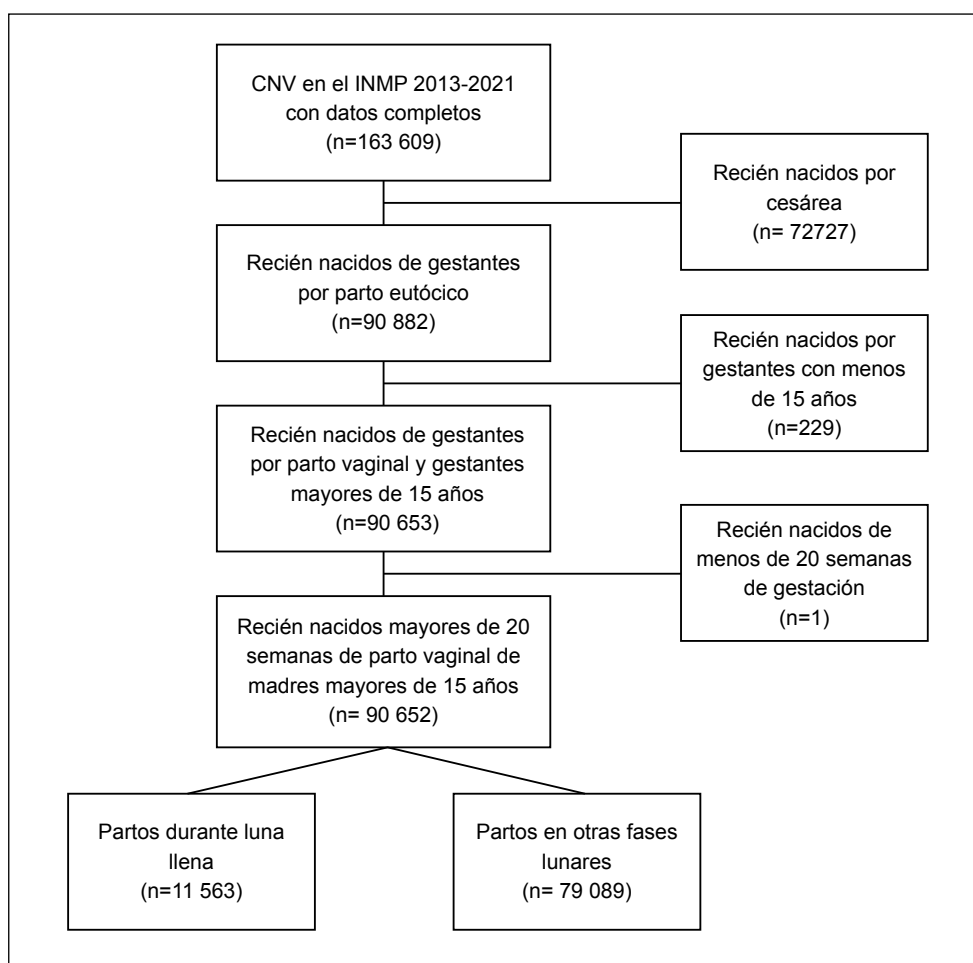 CNV en el INMP 2013-2021
con datos completos
(n=163 609)
Recién nacidos por
cesárea
(n= 72727)
Recién nacidos de gestantes
por parto eutócico
(n=90 882)
Recién nacidos por
gestantes con menos
de 15 años
(n=229)
Recién nacidos de gestantes
por parto vaginal y gestantes
mayores de 15 años
(n=90 653)
Recién nacidos de
menos de 20 semanas
de gestación
(n=1)
Recién nacidos mayores de 20
semanas de parto vaginal de
madres mayores de 15 años
(n= 90 652)
Partos durante luna
llena
(n=11 563)
Partos en otras fases
lunares
(n= 79 089)